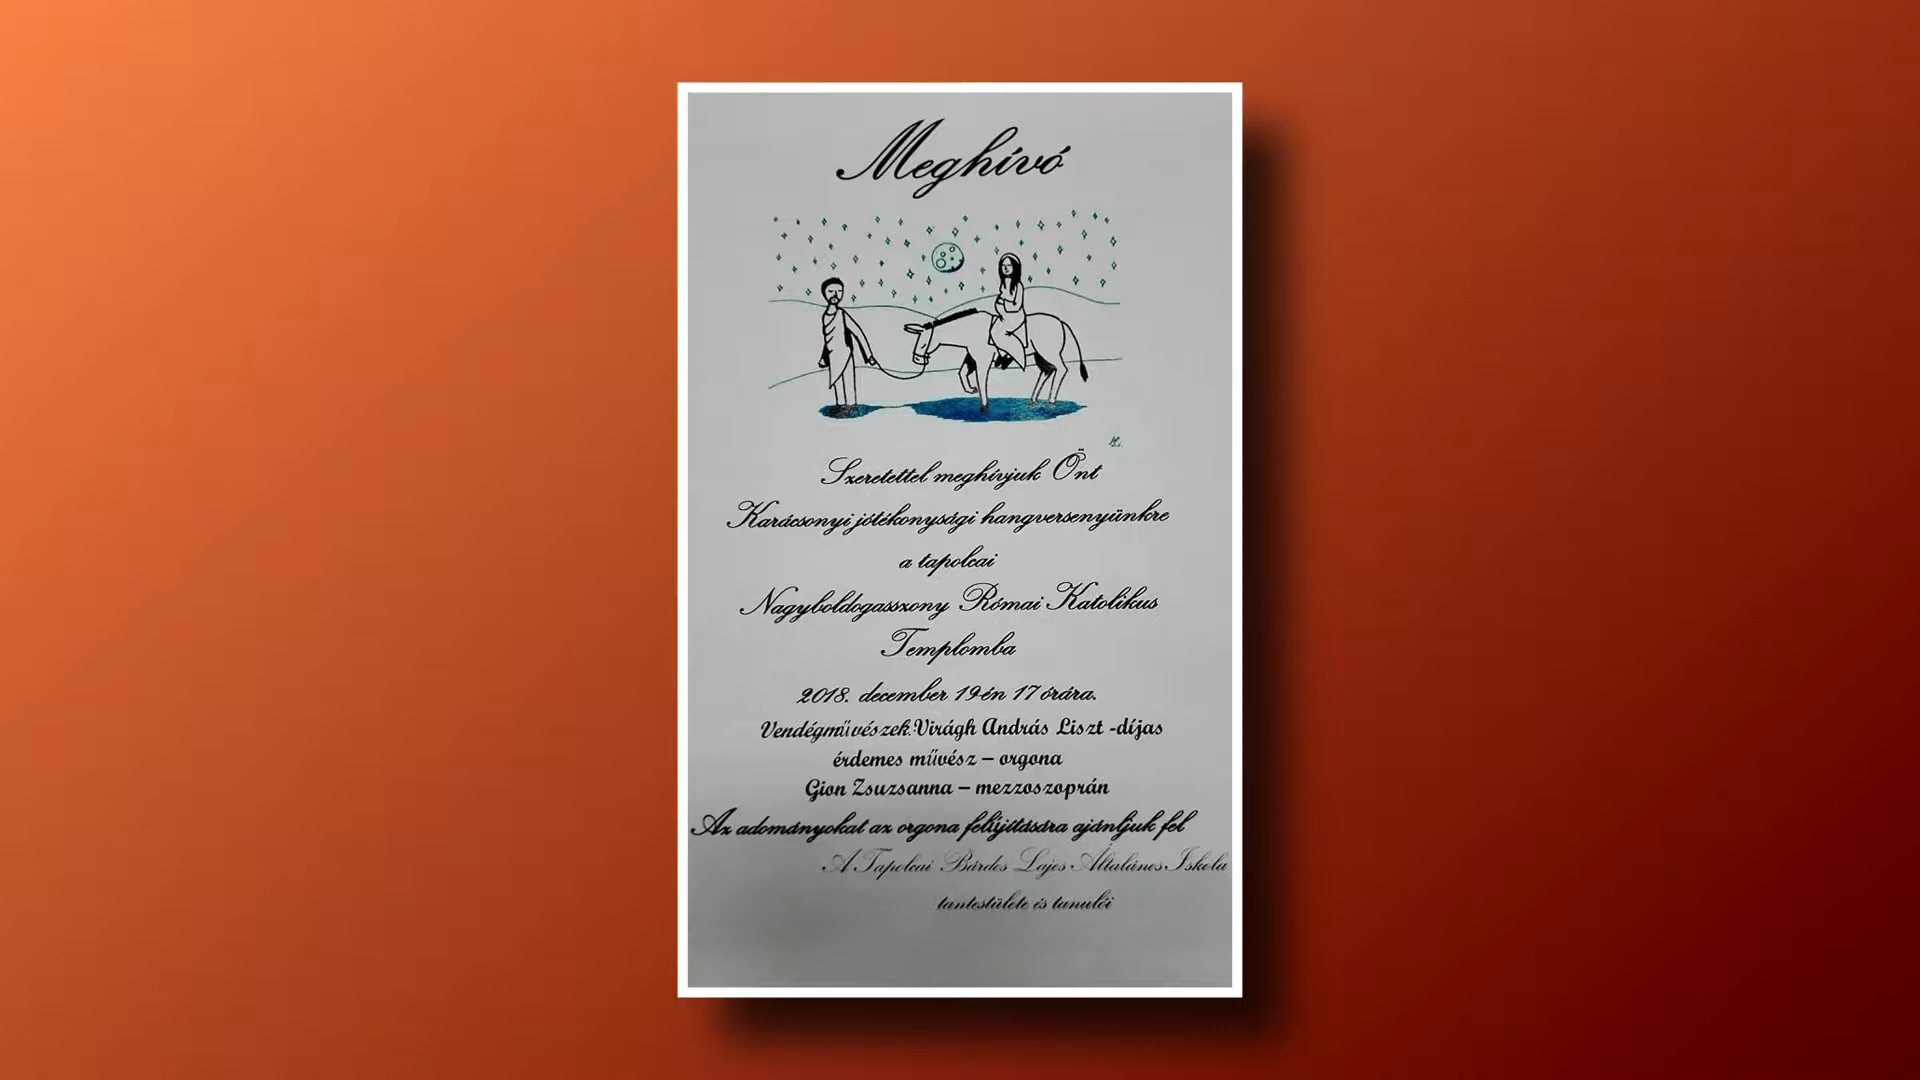 Meghívó
Szeretettel meghívjuk Önt
Karácsonyi jótékonysági hangversenyünkre
a tapolcai
Nagyboldogasszony Római Katolikus
Templomba
2018. december 19-én 17 órára.
Vendégművészek:Virágh András Liszt -díjas
érdemes művész – orgona
Gion Zsuzsanna – mezzoszoprán
Az adományokat az orgona felújítására ajánljuk fel
A Tapolcai Bárdos Lajos Általános Iskola
tantestülete és tanulói